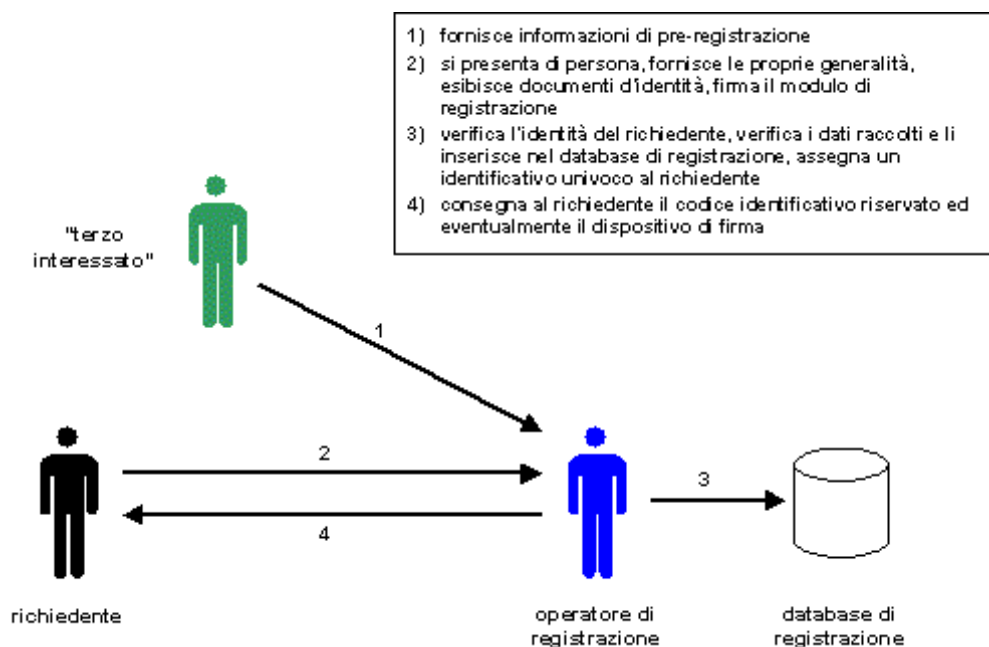 1) fornisce informazioni di pre-registrazione
2) si presenta di persona, fornisce le proprie generalità,
esibisce documenti d'identità, firma il modulo di
registrazione
3) verifica l'identità del richiedente, verifica i dati raccolti e li
inserisce nel database di registrazione, assegna un
identificativo univoco al richiedente
4) consegna al richiedente il codice identificativo riservato ed
eventualmente il dispositivo di firma
"terzo
interessato"
1
2
3
4
richiedente
operatore di
registrazione
database di
registrazione